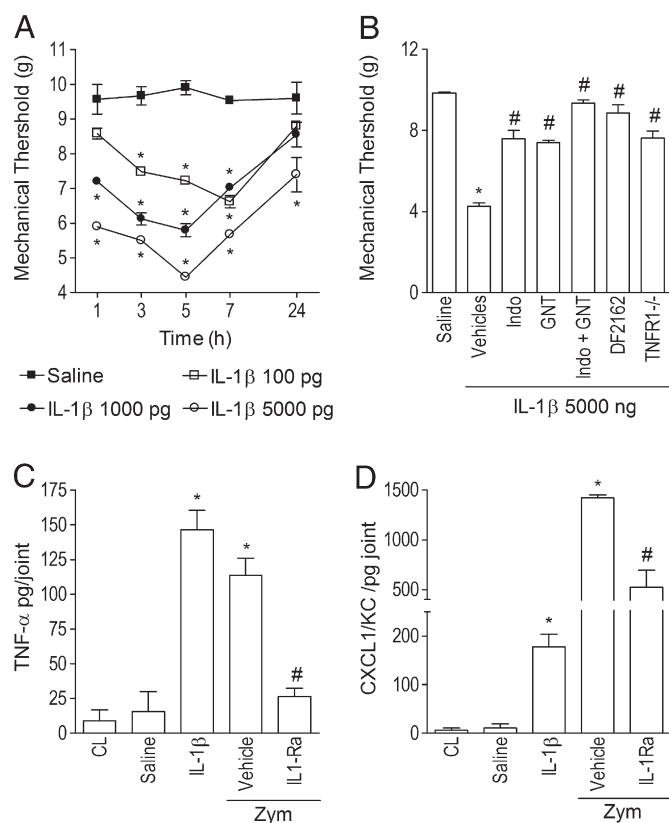 A
Mechanical Thershold (g)
11
10
9
8
7
6
5
4
* * * *
* * * *
* * * *
1 3 5 7 24
Time (h)
Saline
IL-1β 100 pg
IL-1β 1000 pg
IL-1β 5000 pg
B
Mechanical Thershold (g)
12
8
4
0
* # # # # #
Saline
Vehicles
Indo
GNT
Indo + GNT
DF2162
TNFR1-/-
IL-1β 5000 ng
C
TNF-α pg/joint
175
150
125
100
75
50
25
0
* * #
CL
Saline
IL-1β
Vehicle
IL1-Ra
Zym
D
CXCL1/KC /pg joint
1500
1000
500
200
100
0
* * #
CL
Saline
IL-1β
Vehicle
IL-1Ra
Zym